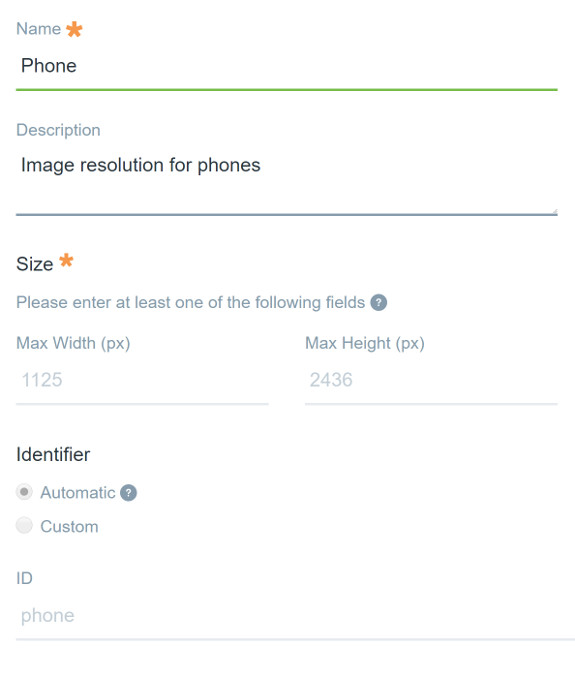 Name *
Phone
Description
Image resolution for phones
Size *
Please enter at least one of the following fields ?
Max Width (px) Max Height (px)
1125 2436
Identifier
Automatic ?
Custom
ID
phone